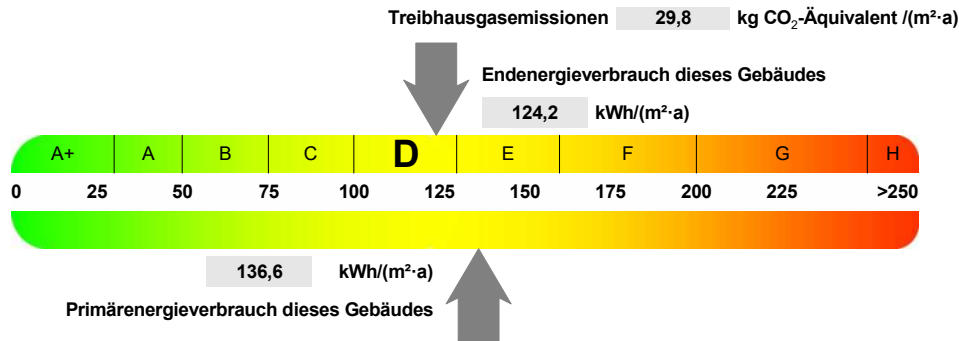 Treibhausgasemissionen 29,8 kg CO₂-Äquivalent /(m²·a)
Endenergieverbrauch dieses Gebäudes
124,2 kWh/(m²·a)
A+ A B C D E F G H
0 25 50 75 100 125 150 175 200 225 >250
136,6 kWh/(m²·a)
Primärenergieverbrauch dieses Gebäudes